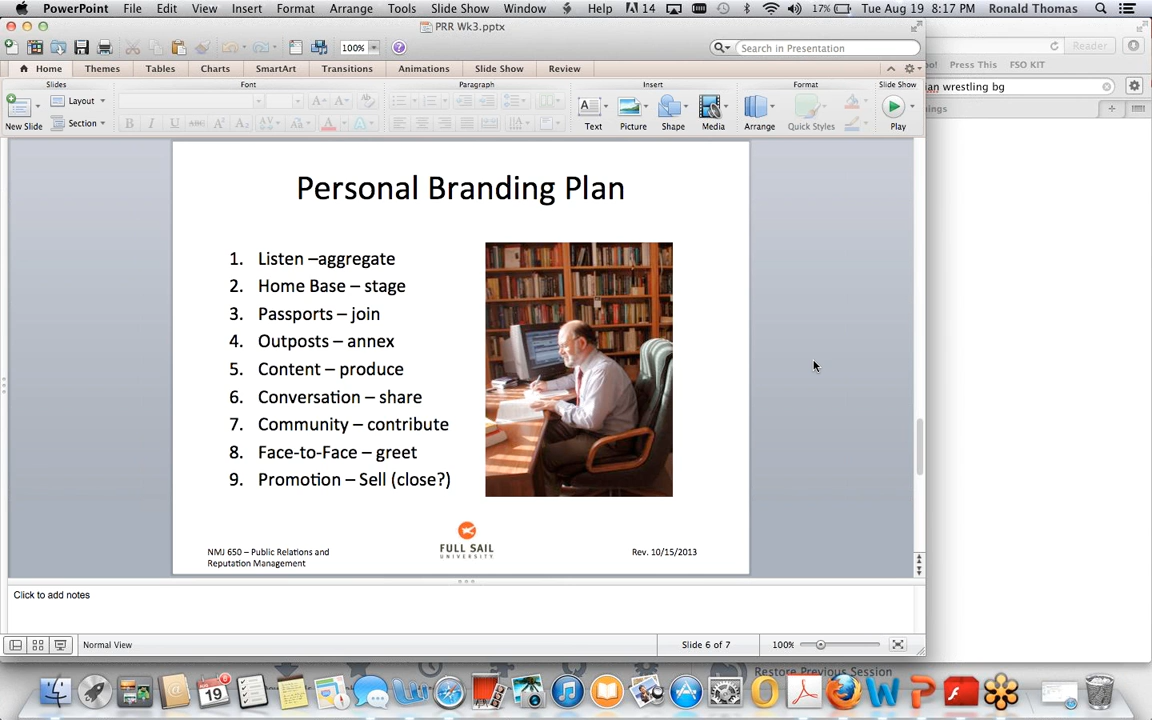 PowerPoint File Edit View Insert Format Arrange Tools Slide Show Window Help 14 17% Tue Aug 19 8:17 PM Ronald Thomas
PRR Wk3.pptx
100% Search in Presentation Reader
Press This FSO KIT
Home Themes Tables Charts SmartArt Transitions Animations Slide Show Review
wrestling bg
Slides Font Paragraph Insert Format Slide Show
Layout
Section
New Slide Text Picture Shape Media Arrange Quick Styles Play
Personal Branding Plan
1. Listen –aggregate
2. Home Base – stage
3. Passports – join
4. Outposts – annex
5. Content – produce
6. Conversation – share
7. Community – contribute
8. Face-to-Face – greet
9. Promotion – Sell (close?)
FULL SAIL
UNIVERSITY
NMJ 650 – Public Relations and
Reputation Management
Rev. 10/15/2013
Click to add notes
Normal View Slide 6 of 7 100%
Restore Previous Session
19